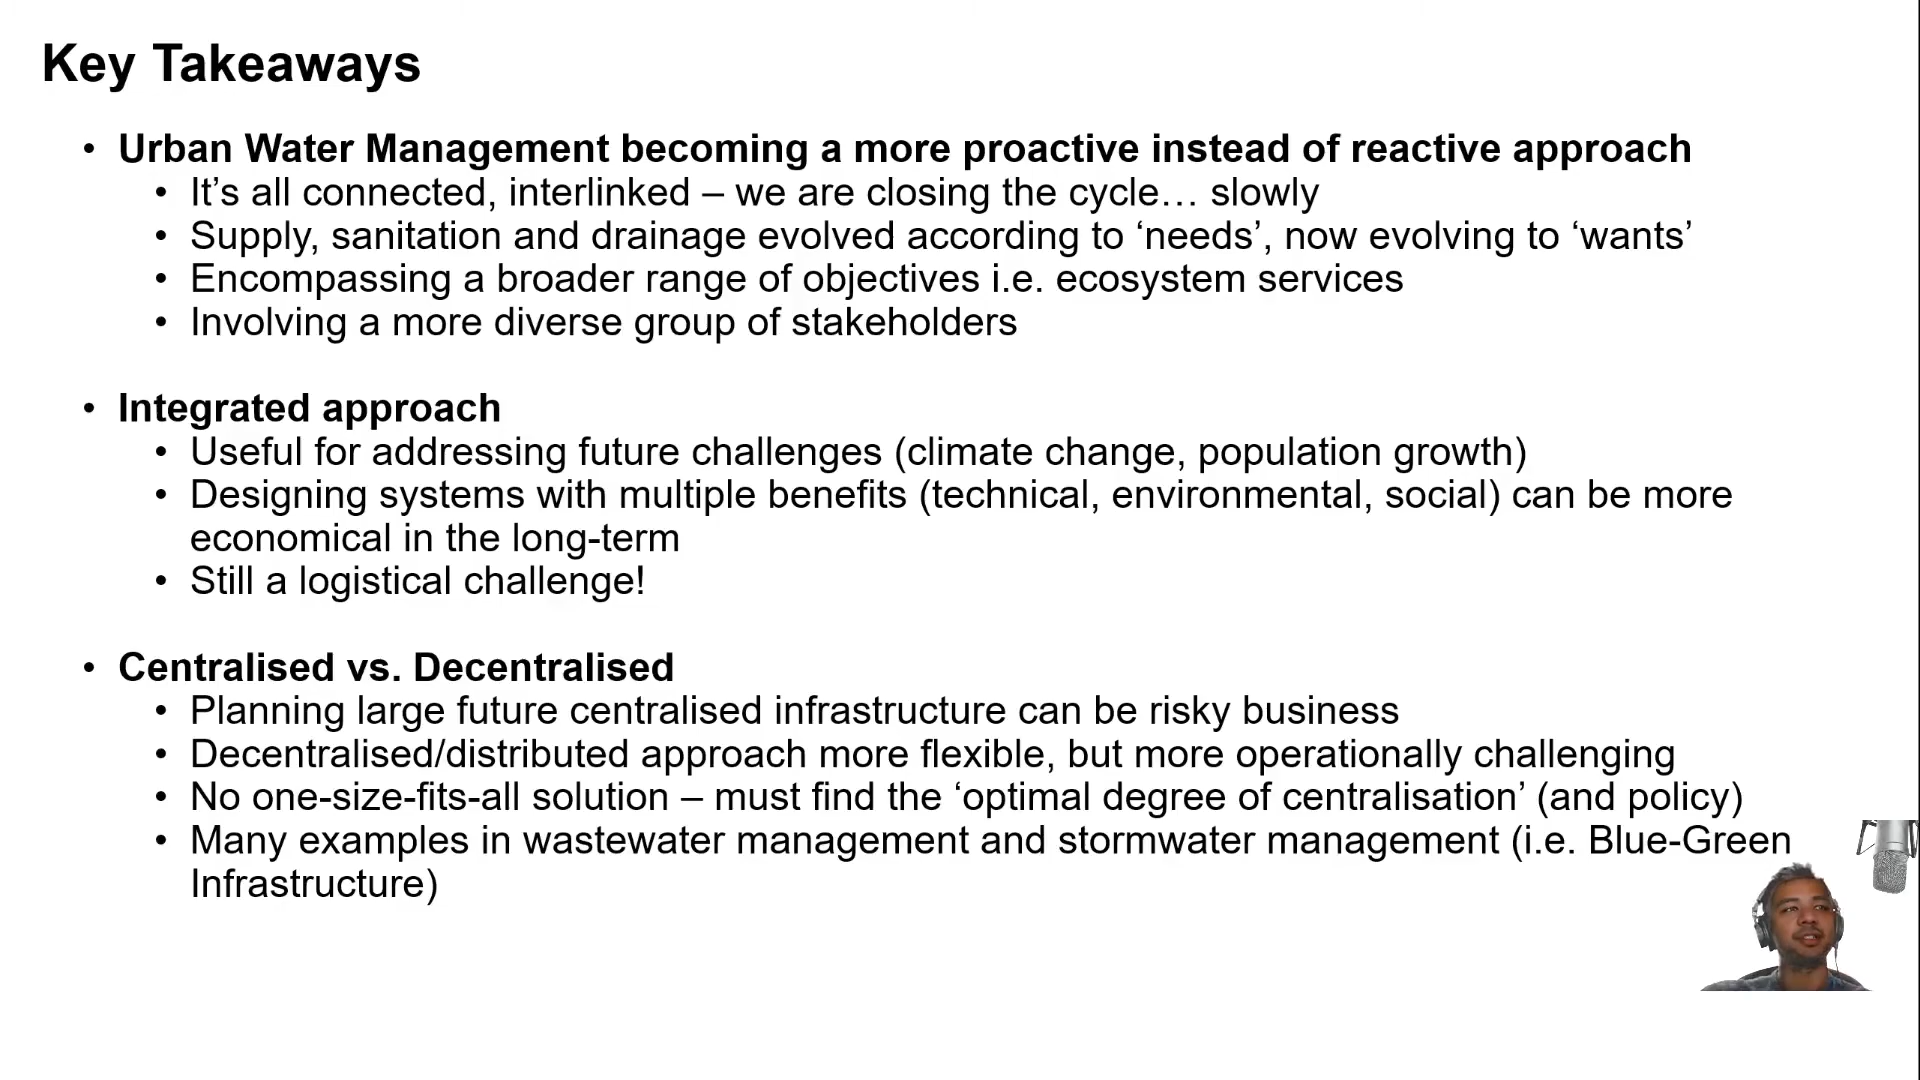 Key Takeaways
• Urban Water Management becoming a more proactive instead of reactive approach
• It’s all connected, interlinked – we are closing the cycle… slowly
• Supply, sanitation and drainage evolved according to ‘needs’, now evolving to ‘wants’
• Encompassing a broader range of objectives i.e. ecosystem services
• Involving a more diverse group of stakeholders
• Integrated approach
• Useful for addressing future challenges (climate change, population growth)
• Designing systems with multiple benefits (technical, environmental, social) can be more
economical in the long-term
• Still a logistical challenge!
• Centralised vs. Decentralised
• Planning large future centralised infrastructure can be risky business
• Decentralised/distributed approach more flexible, but more operationally challenging
• No one-size-fits-all solution – must find the ‘optimal degree of centralisation’ (and policy)
• Many examples in wastewater management and stormwater management (i.e. Blue-Green
Infrastructure)